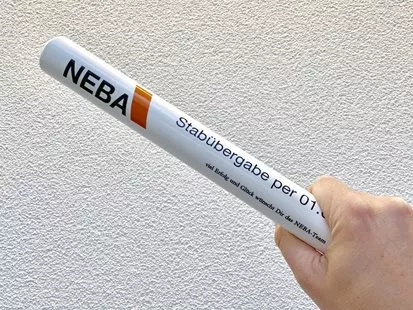 NEBA
Stabübergabe per 01.
viel Erfolg und Glück wünscht Dir das NEBA-Team